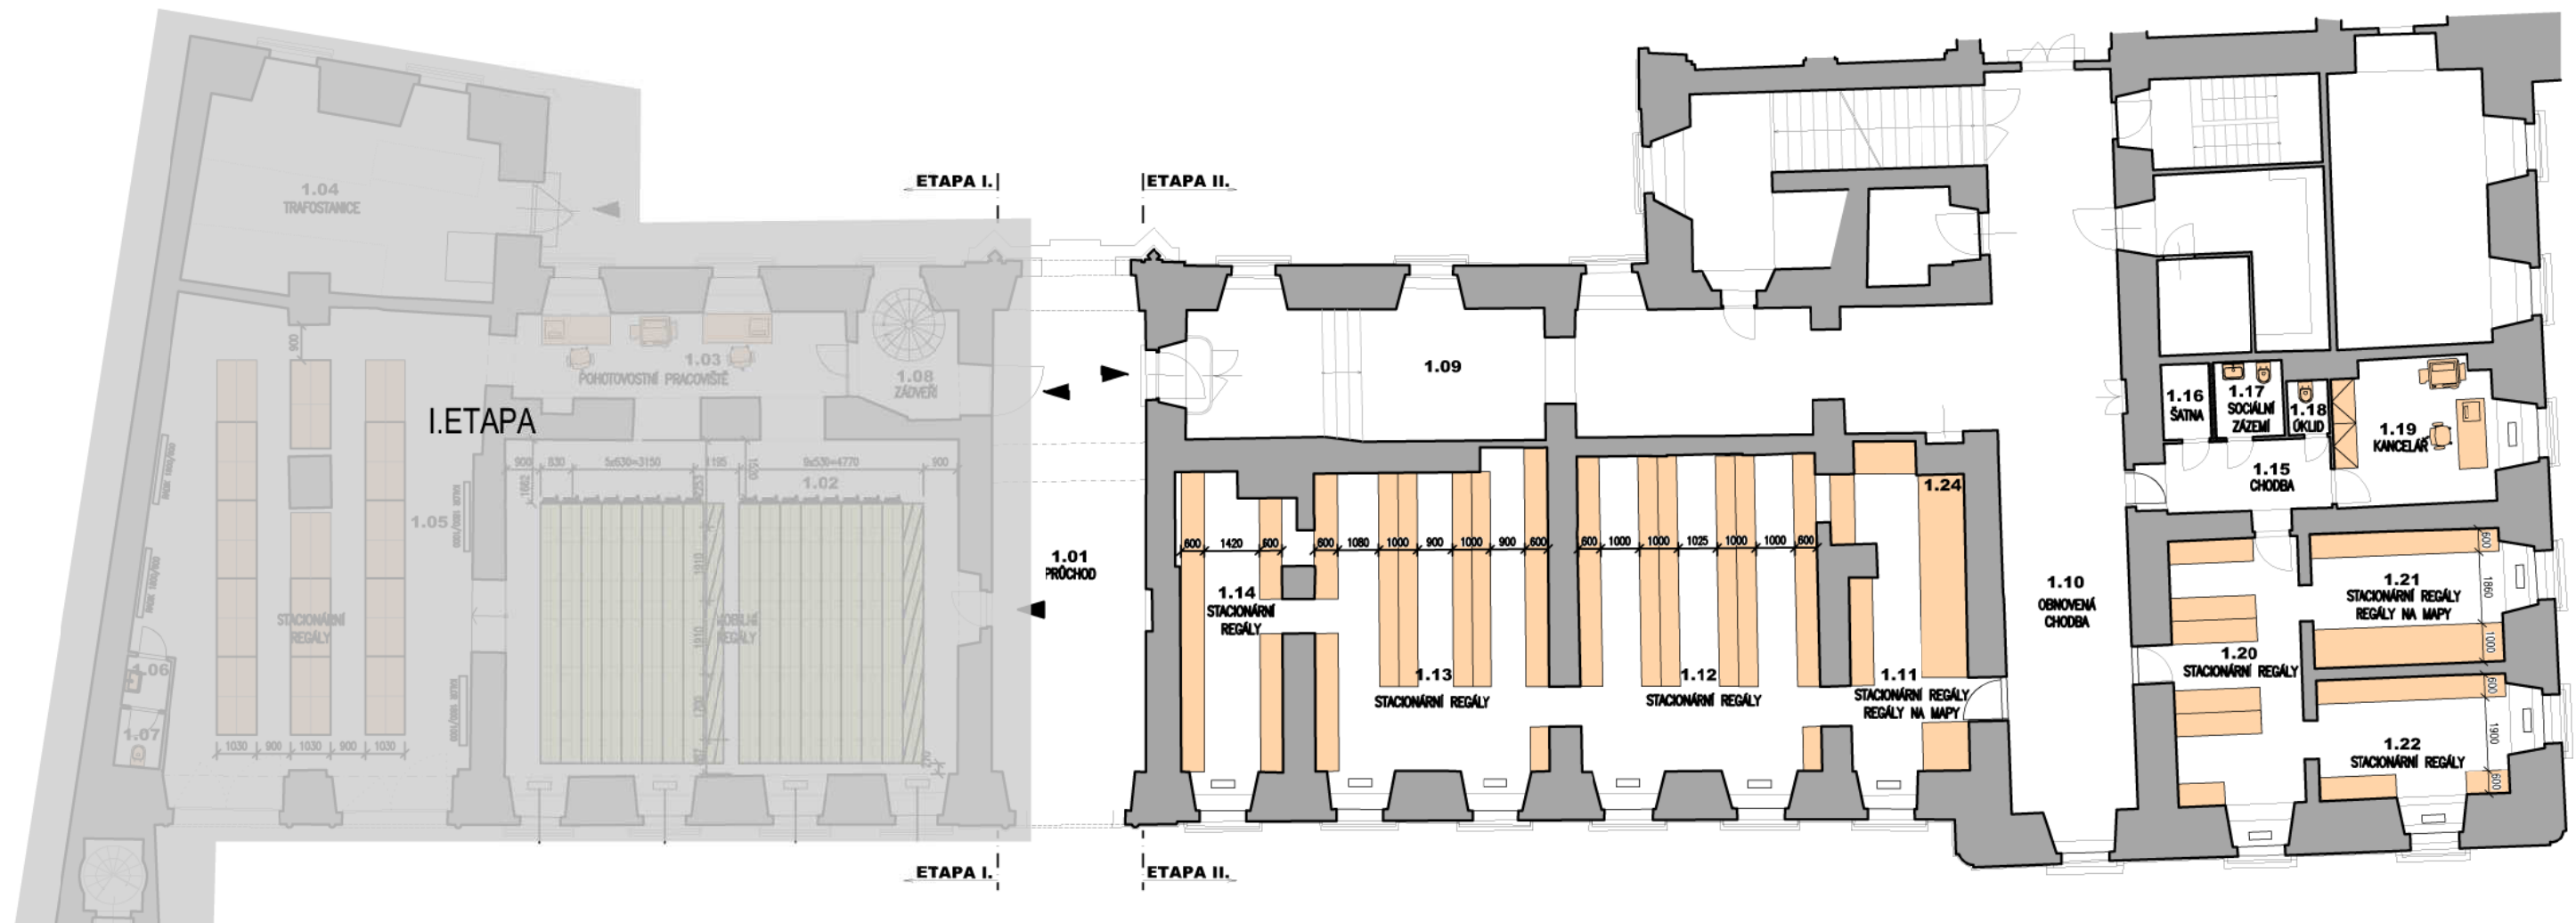 ETAPA I.
ETAPA II.
1.04
TRAFOSTANICE
900
1.03
POHOTOVOSTNÍ PRACOVIŠTĚ
1.08
ZÁDVEŘÍ
1.09
I.ETAPA
1.16
ŠATNA
1.17
SOCIÁLNÍ
ZÁZEMÍ
1.18
ÚKLID
1.19
KANCELÁŘ
1.15
CHODBA
900
830
5x630=3150
1195
9x530=4770
900
1.02
1.05
1.24
600
1420
600
600
1080
1000
900
1000
900
600
600
1000
1000
1025
1000
1000
600
1.01
PRŮCHOD
1.14
STACIONÁRNÍ
REGÁLY
1.10
OBNOVENÁ
CHODBA
600
1860
1000
1.21
STACIONÁRNÍ REGÁLY
REGÁLY NA MAPY
STACIONÁRNÍ
REGÁLY
MOBILNÍ
REGÁLY
1910
1910
1.20
STACIONÁRNÍ REGÁLY
1.13
STACIONÁRNÍ REGÁLY
1.12
STACIONÁRNÍ REGÁLY
1.11
STACIONÁRNÍ REGÁLY
REGÁLY NA MAPY
1.06
1.07
1030
900
1030
900
1030
600
1900
600
1.22
STACIONÁRNÍ REGÁLY
ETAPA I.
ETAPA II.